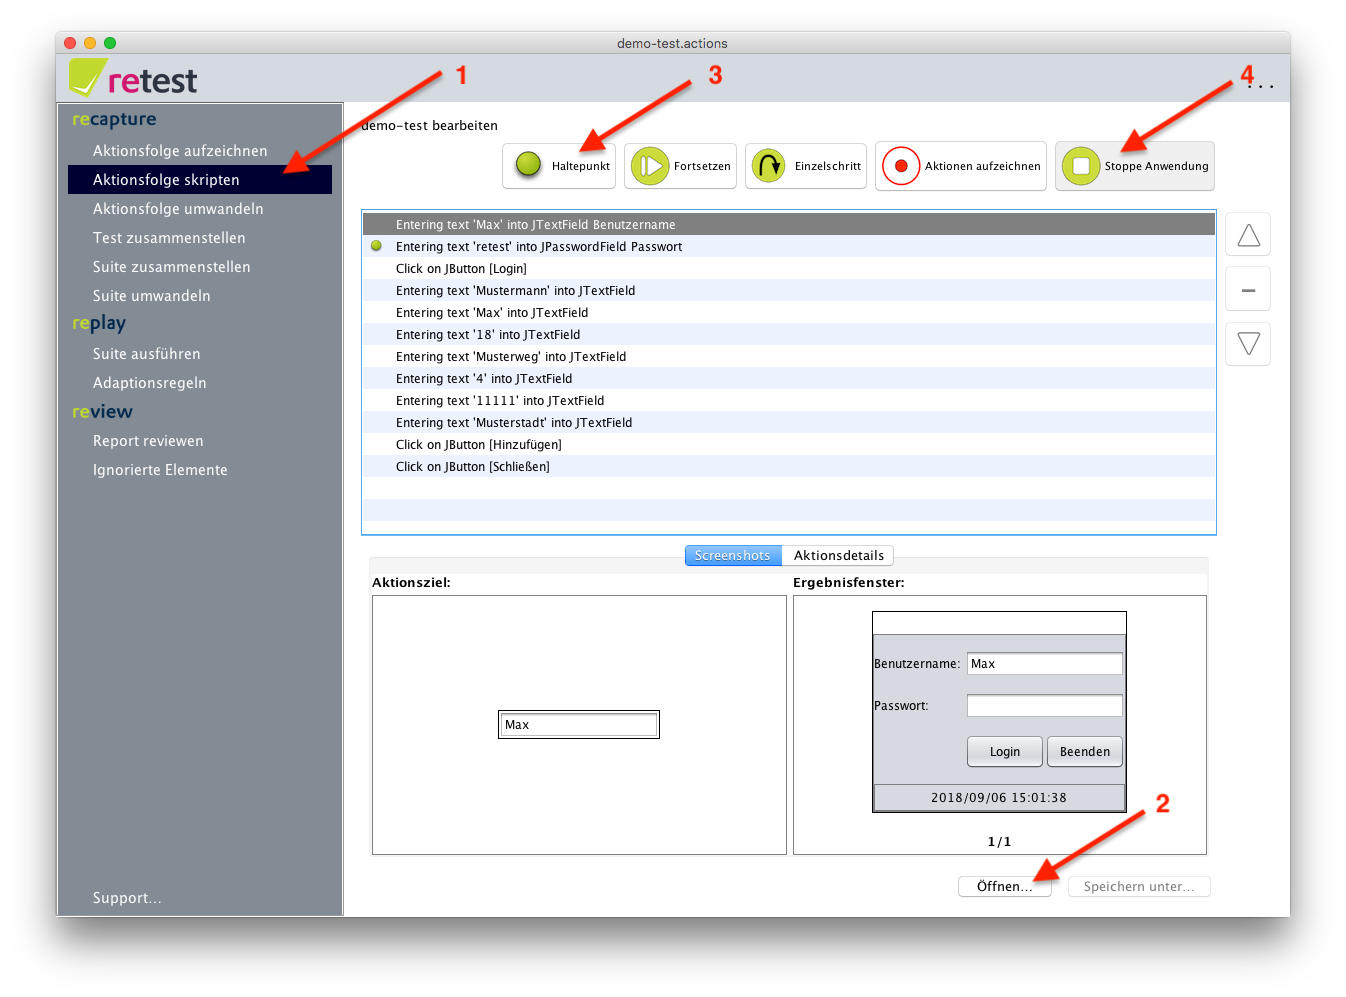 demo-test.actions
retest
1
3
4
...
recapture
Aktionsfolge aufzeichnen
Aktionsfolge skripten
Aktionsfolge umwandeln
Test zusammenstellen
Suite zusammenstellen
Suite umwandeln
replay
Suite ausführen
Adaptionsregeln
review
Report reviewen
Ignorierte Elemente
Support...
demo-test bearbeiten
Haltepunkt
Fortsetzen
Einzelschritt
Aktionen aufzeichnen
Stoppe Anwendung
Entering text 'Max' into JTextField Benutzername
Entering text 'retest' into JPasswordField Passwort
Click on JButton [Login]
Entering text 'Mustermann' into JTextField
Entering text 'Max' into JTextField
Entering text '18' into JTextField
Entering text 'Musterweg' into JTextField
Entering text '4' into JTextField
Entering text '11111' into JTextField
Entering text 'Musterstadt' into JTextField
Click on JButton [Hinzufügen]
Click on JButton [Schließen]
Screenshots
Aktionsdetails
Aktionsziel:
Max
Ergebnisfenster:
Benutzername: Max
Passwort:
Login
Beenden
2018/09/06 15:01:38
1/1
2
Öffnen...
Speichern unter...